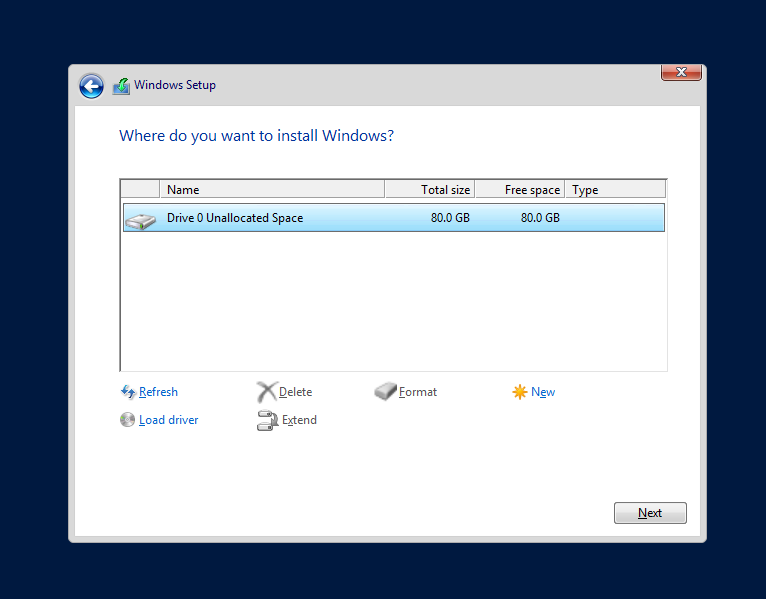 Windows Setup
Where do you want to install Windows?
Name Total size Free space Type
Drive 0 Unallocated Space 80.0 GB 80.0 GB
Refresh Delete Format New
Load driver Extend
Next